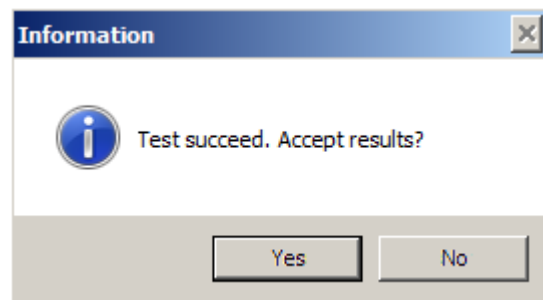 Information
Test succeed. Accept results?
Yes
No